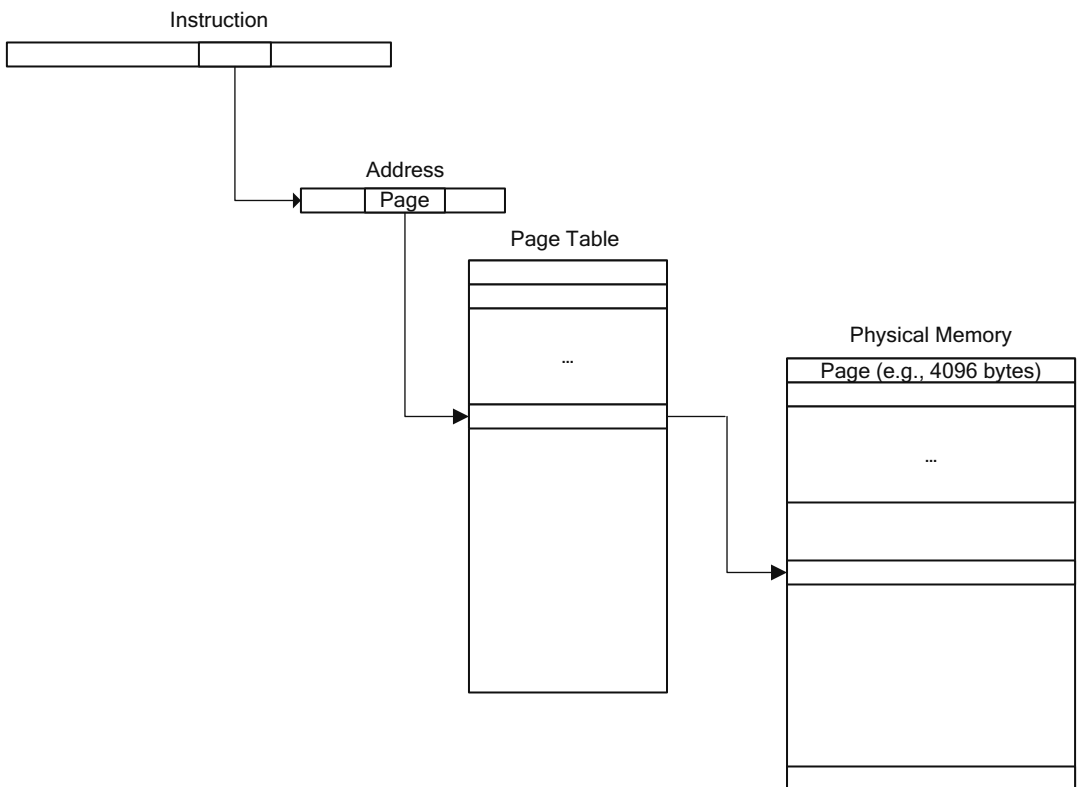 Instruction
Address
Page
Page Table
...
Physical Memory
Page (e.g., 4096 bytes)
...